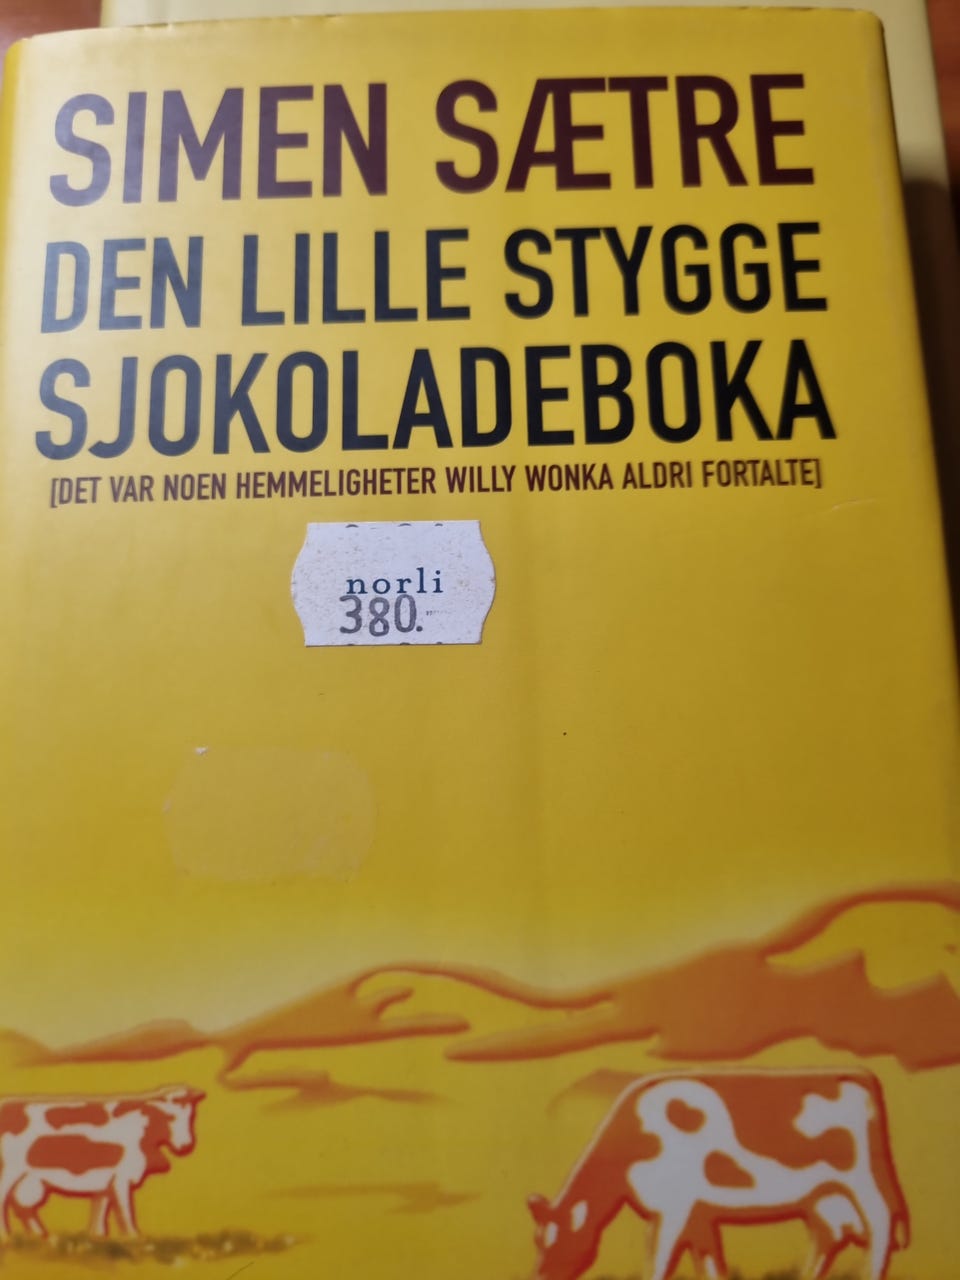 SIMEN SÆTRE
DEN LILLE STYGGE
SJOKOLADEBOKA
[DET VAR NOEN HEMMELIGHETER WILLY WONKA ALDRI FORTALTE]
norli
380.